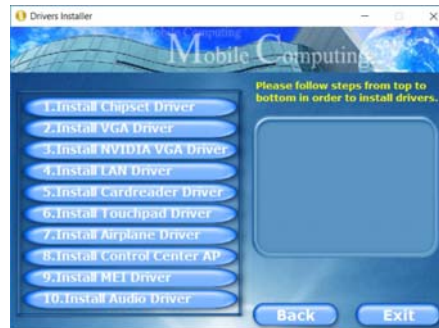 Drivers Installer
Mobile Computing
Mobile Computing
Please follow steps from top to
bottom in order to install drivers.
1.Install Chipset Driver
2.Install VGA Driver
3.Install NVIDIA VGA Driver
4.Install LAN Driver
5.Install Cardreader Driver
6.Install Touchpad Driver
7.Install Airplane Driver
8.Install Control Center AP
9.Install MEI Driver
10.Install Audio Driver
Back
Exit